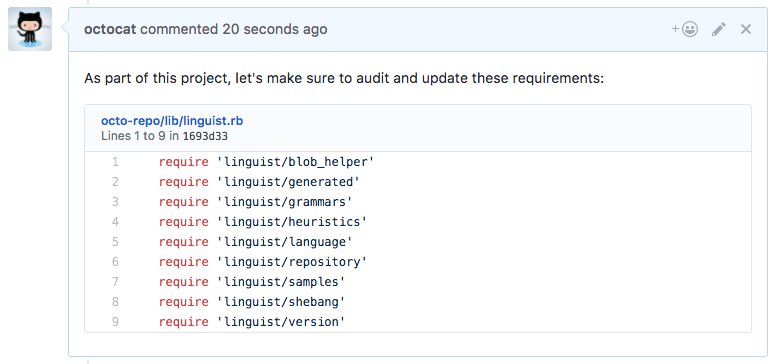 octocat commented 20 seconds ago
As part of this project, let's make sure to audit and update these requirements:
octo-repo/lib/linguist.rb
Lines 1 to 9 in 1693d33
1 require 'linguist/blob_helper'
2 require 'linguist/generated'
3 require 'linguist/grammars'
4 require 'linguist/heuristics'
5 require 'linguist/language'
6 require 'linguist/repository'
7 require 'linguist/samples'
8 require 'linguist/shebang'
9 require 'linguist/version'